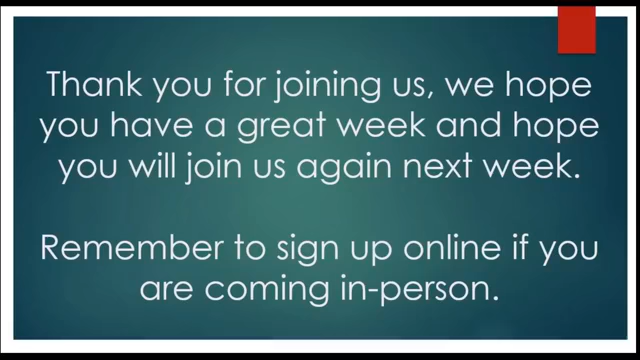 Thank you for joining us, we hope
you have a great week and hope
you will join us again next week.
Remember to sign up online if you
are coming in-person.